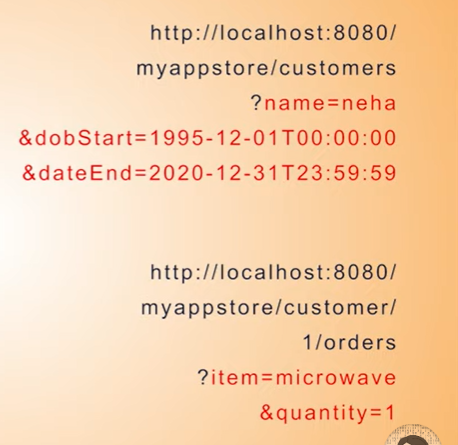 http://localhost:8080/
myappstore/customers
?name=neha
&dobStart=1995-12-01T00:00:00
&dateEnd=2020-12-31T23:59:59
http://localhost:8080/
myappstore/customer/
1/orders
?item=microwave
&quantity=1